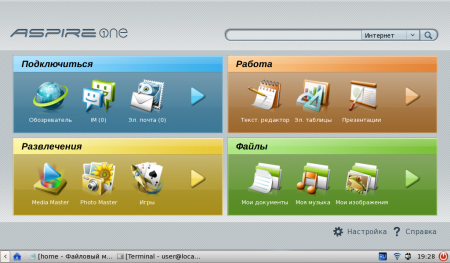 ASPIRE one
Интернет
Подключиться
Обозреватель IM (0) Эл. почта (0)
Работа
Текст. редактор Эл. таблицы Презентации
Развлечения
Media Master Photo Master Игры
Файлы
Мои документы Моя музыка Мои изображения
Настройка ? Справка
[home - Файловый м... [Terminal - user@loca... RU 19:28